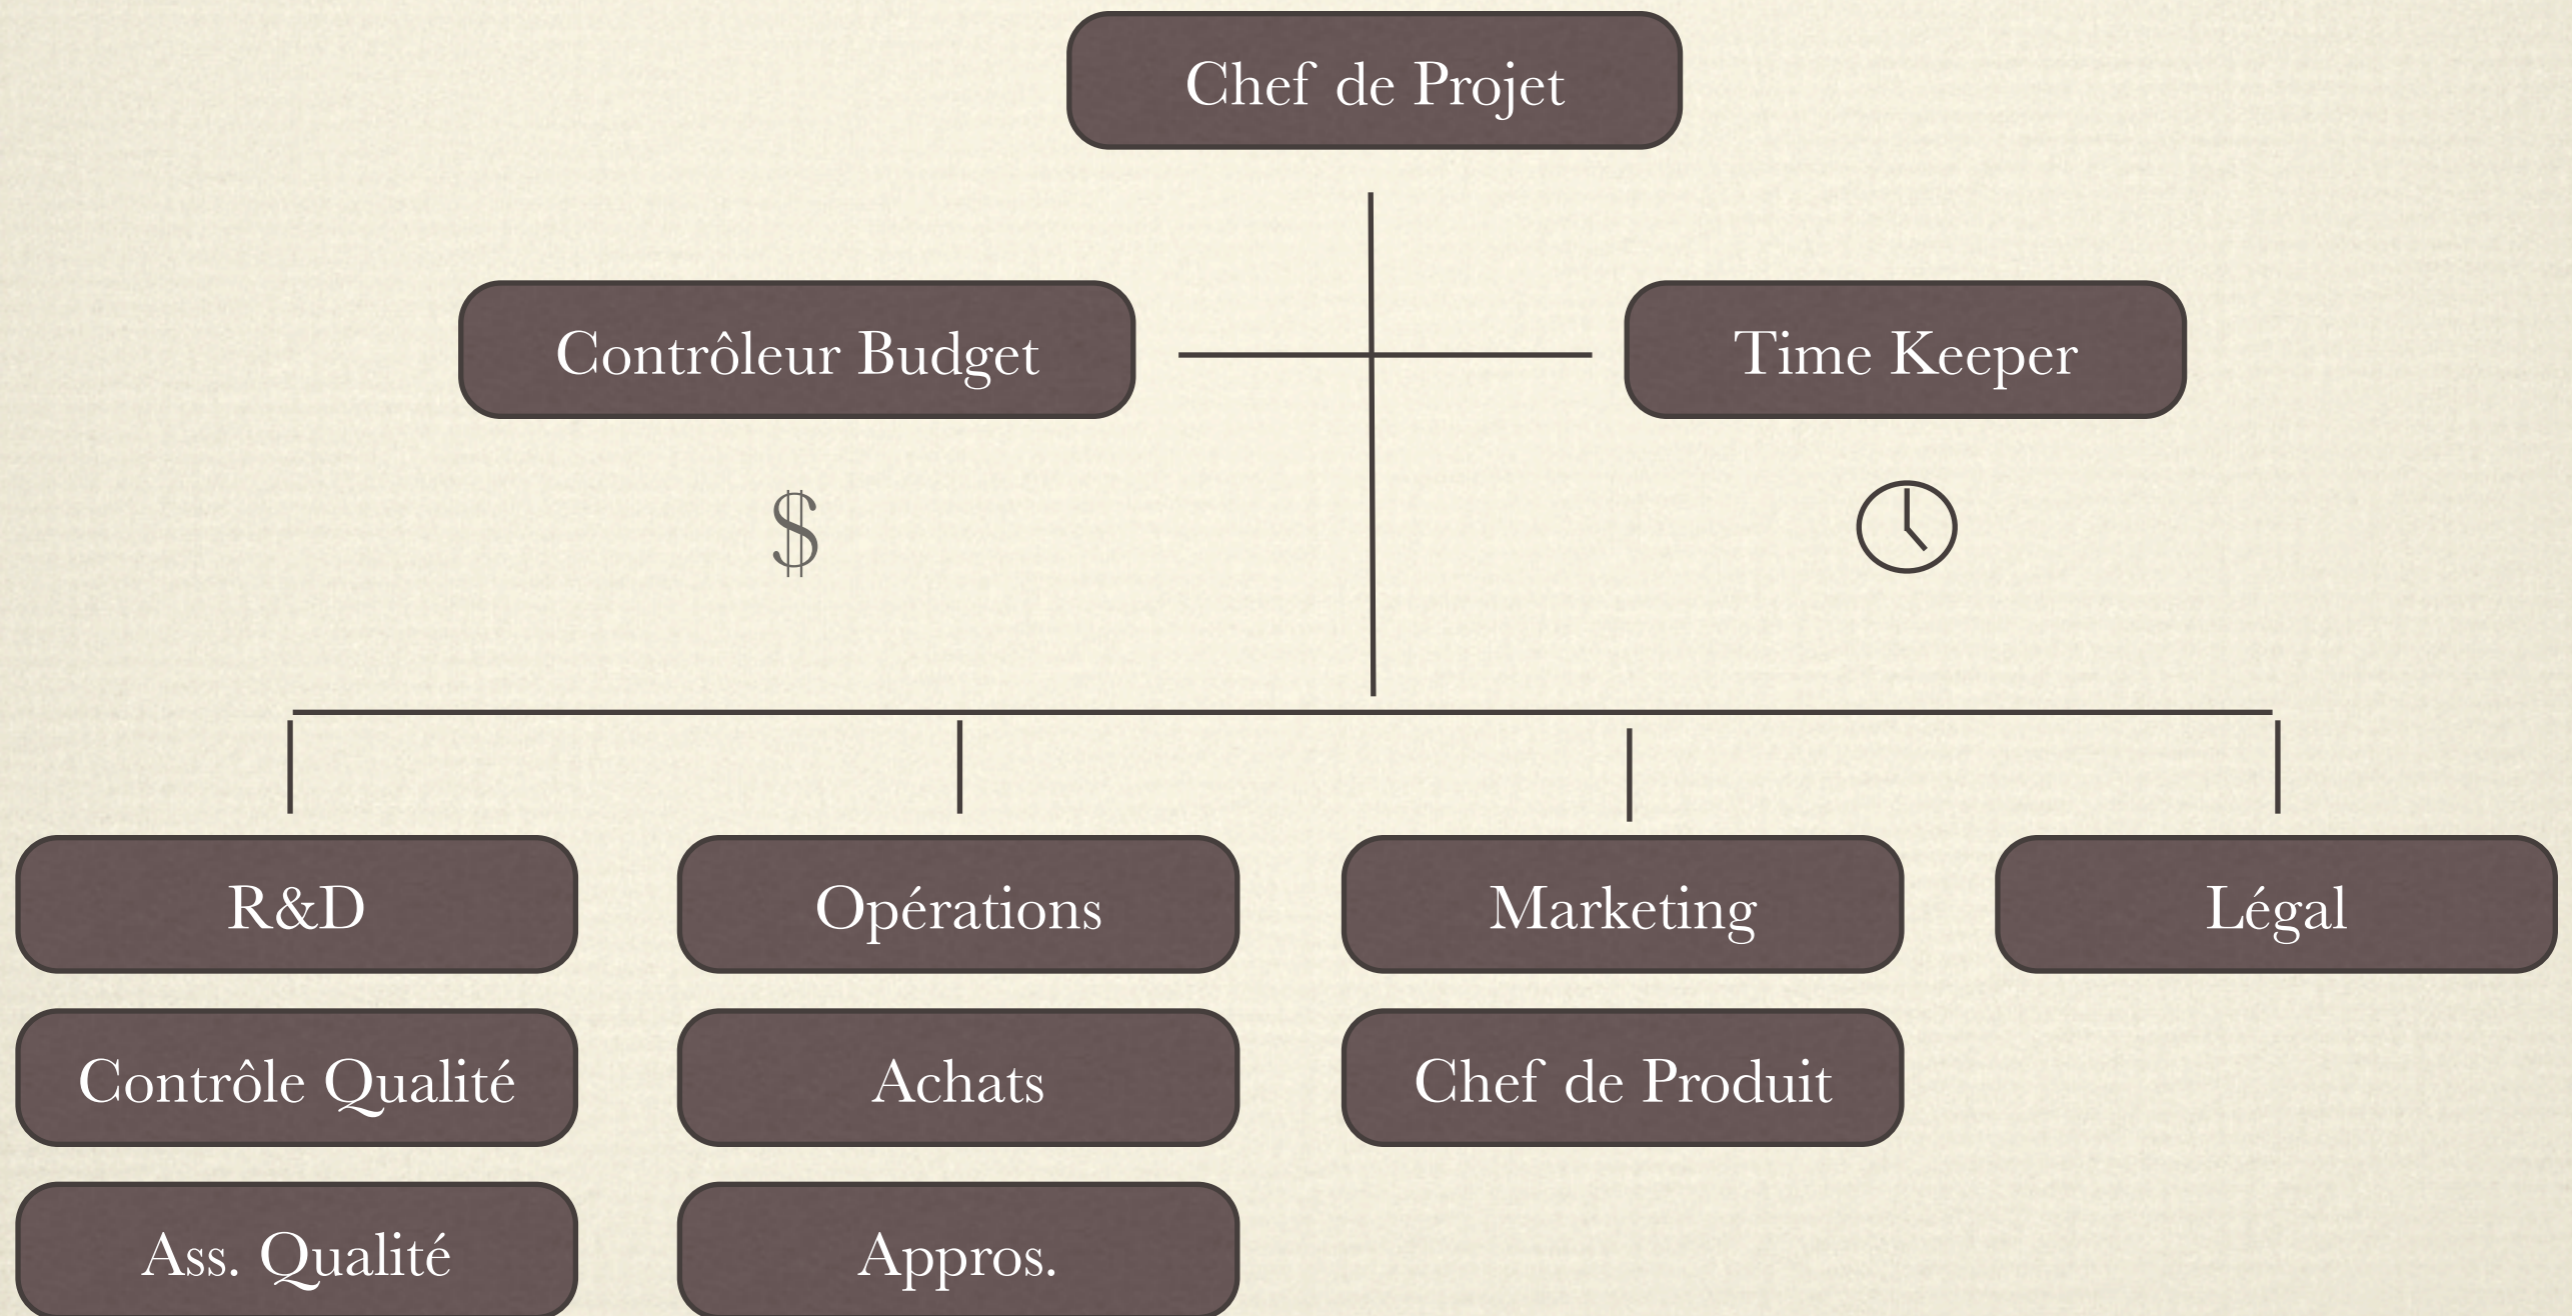 Chef de Projet
Contrôleur Budget
Time Keeper
$
R&D
Opérations
Marketing
Légal
Contrôle Qualité
Achats
Chef de Produit
Ass. Qualité
Appros.